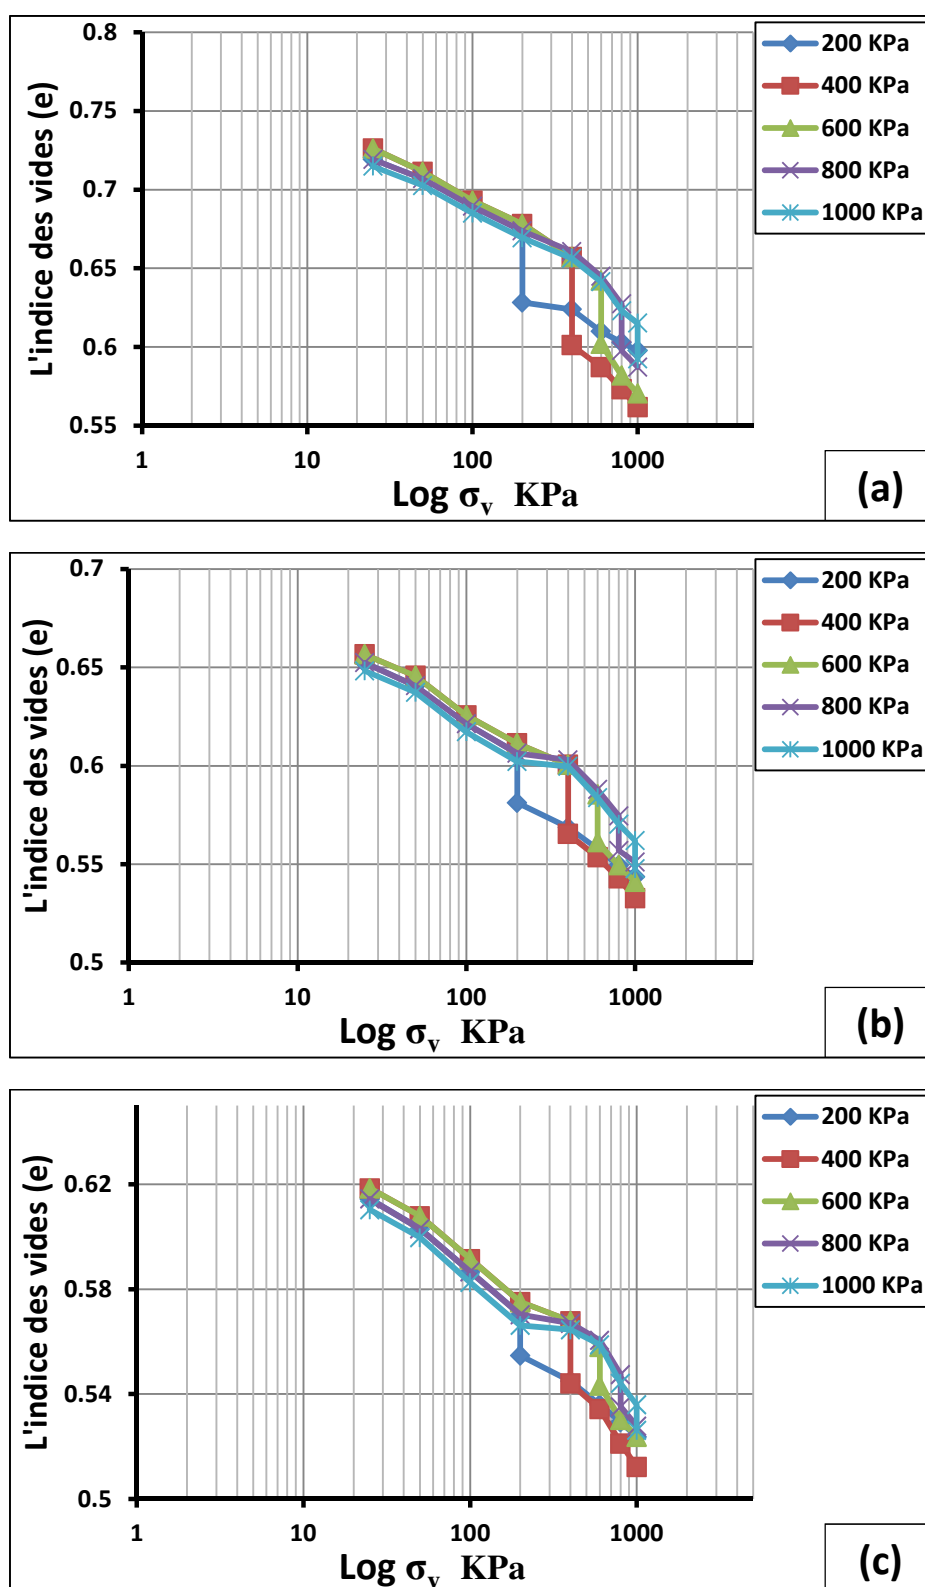 0.8
0.75
0.7
0.65
0.6
0.55
L'indice des vides (e)
1
10
100
1000
Log σv KPa
200 KPa
400 KPa
600 KPa
800 KPa
1000 KPa
(a)
0.7
0.65
0.6
0.55
0.5
L'indice des vides (e)
1
10
100
1000
Log σv KPa
200 KPa
400 KPa
600 KPa
800 KPa
1000 KPa
(b)
0.62
0.58
0.54
0.5
L'indice des vides (e)
1
10
100
1000
Log σv KPa
200 KPa
400 KPa
600 KPa
800 KPa
1000 KPa
(c)